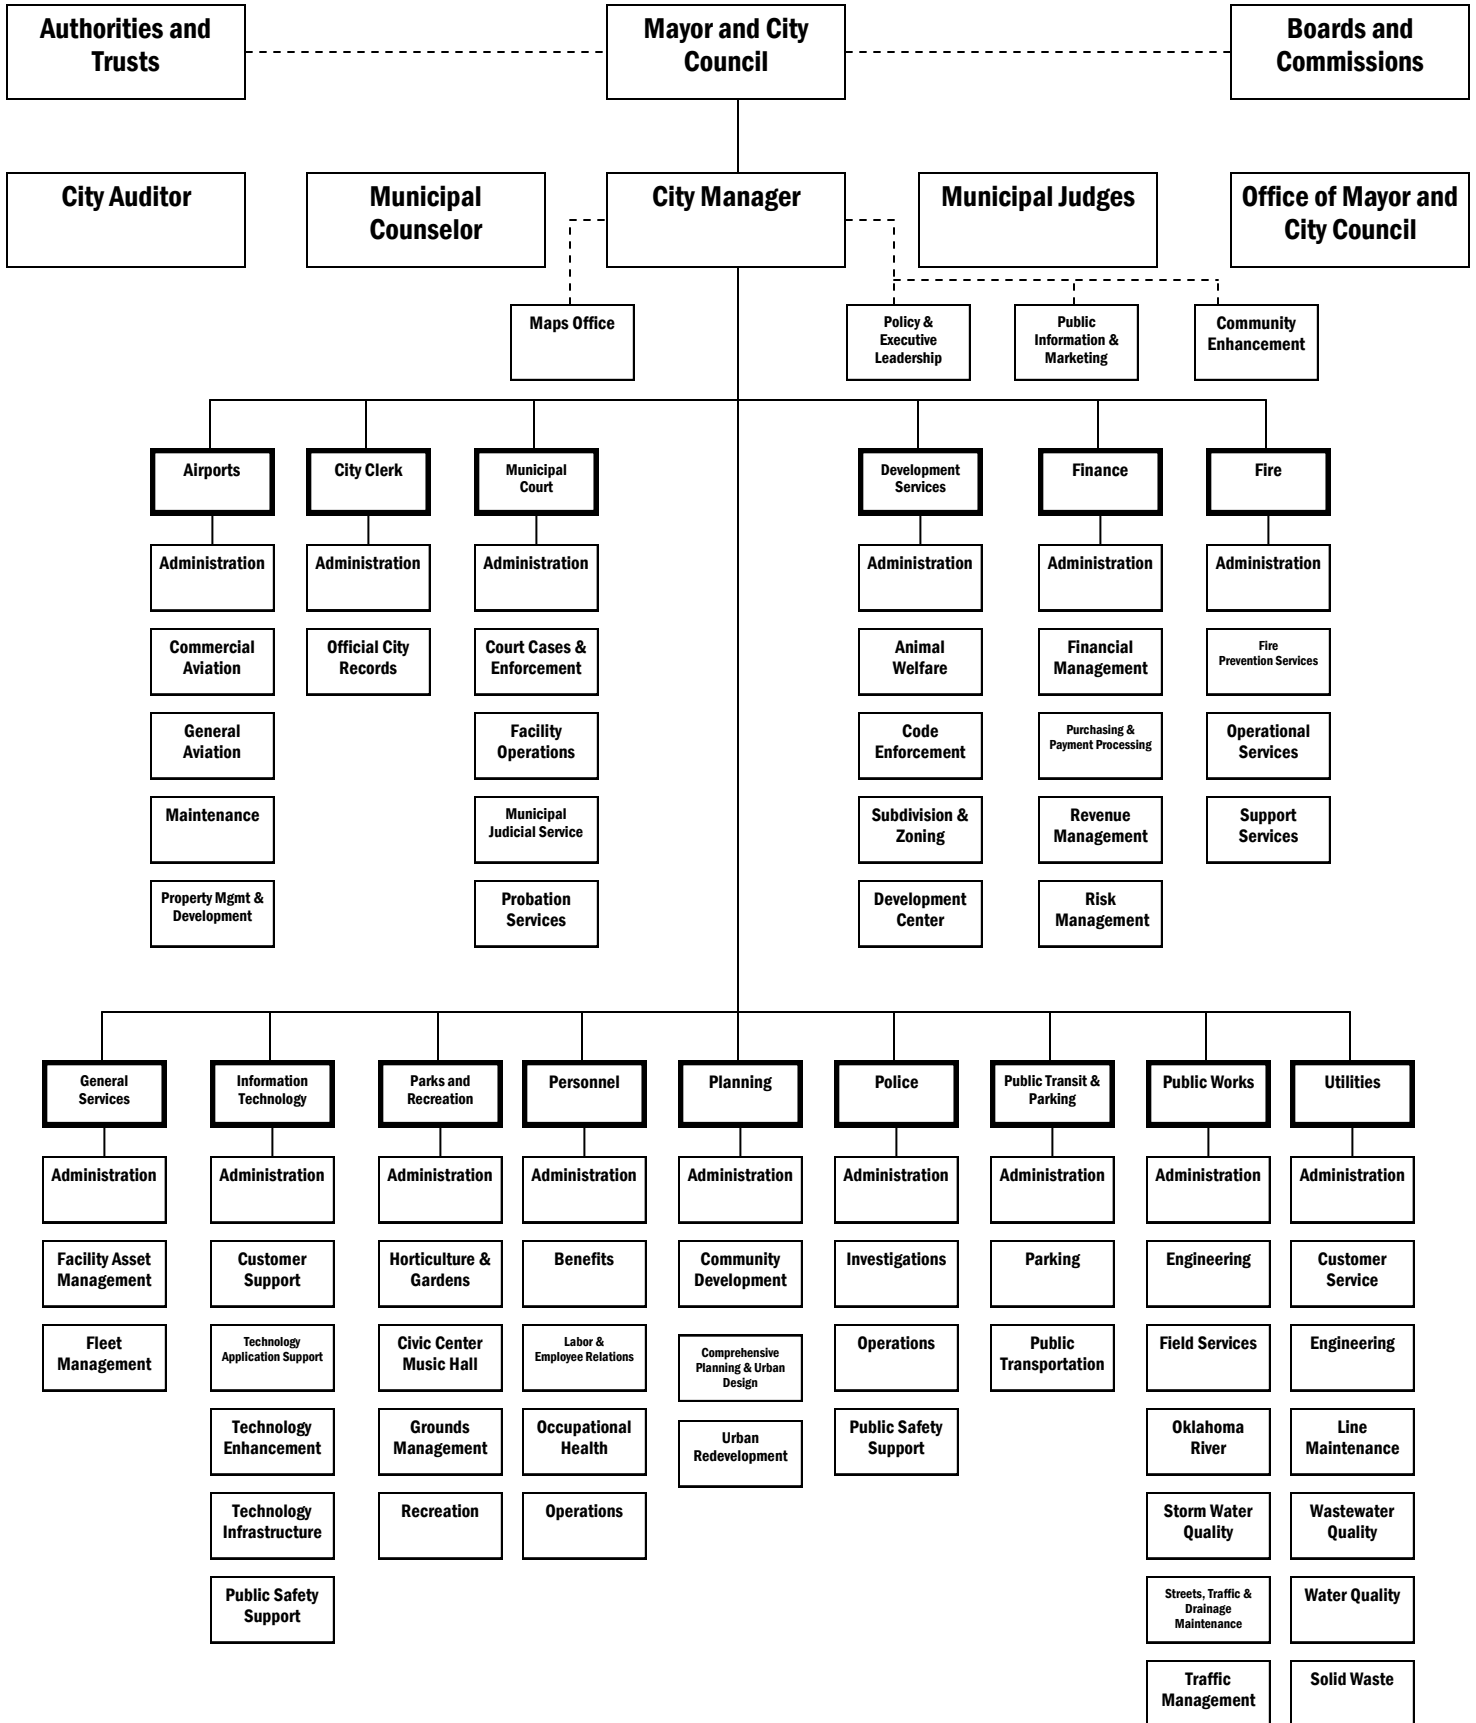 Authorities and
Trusts
Mayor and City
Council
Boards and
Commissions
City Auditor
Municipal
Counselor
City Manager
Municipal Judges
Office of Mayor and
City Council
Maps Office
Policy &
Executive
Leadership
Public
Information &
Marketing
Community
Enhancement
Airports
City Clerk
Municipal
Court
Development
Services
Finance
Fire
Administration
Administration
Administration
Administration
Administration
Administration
Commercial
Aviation
Official City
Records
Court Cases &
Enforcement
Animal
Welfare
Financial
Management
Fire
Prevention Services
General
Aviation
Facility
Operations
Code
Enforcement
Purchasing &
Payment Processing
Operational
Services
Maintenance
Municipal
Judicial Service
Subdivision &
Zoning
Revenue
Management
Support
Services
Property Mgmt &
Development
Probation
Services
Development
Center
Risk
Management
General
Services
Information
Technology
Parks and
Recreation
Personnel
Planning
Police
Public Transit &
Parking
Public Works
Utilities
Administration
Administration
Administration
Administration
Administration
Administration
Administration
Administration
Administration
Facility Asset
Management
Customer
Support
Horticulture &
Gardens
Benefits
Community
Development
Investigations
Parking
Engineering
Customer
Service
Fleet
Management
Technology
Application Support
Civic Center
Music Hall
Labor &
Employee Relations
Comprehensive
Planning & Urban
Design
Operations
Public
Transportation
Field Services
Engineering
Technology
Enhancement
Grounds
Management
Occupational
Health
Urban
Redevelopment
Public Safety
Support
Oklahoma
River
Line
Maintenance
Technology
Infrastructure
Recreation
Operations
Storm Water
Quality
Wastewater
Quality
Public Safety
Support
Streets, Traffic &
Drainage
Maintenance
Water Quality
Traffic
Management
Solid Waste